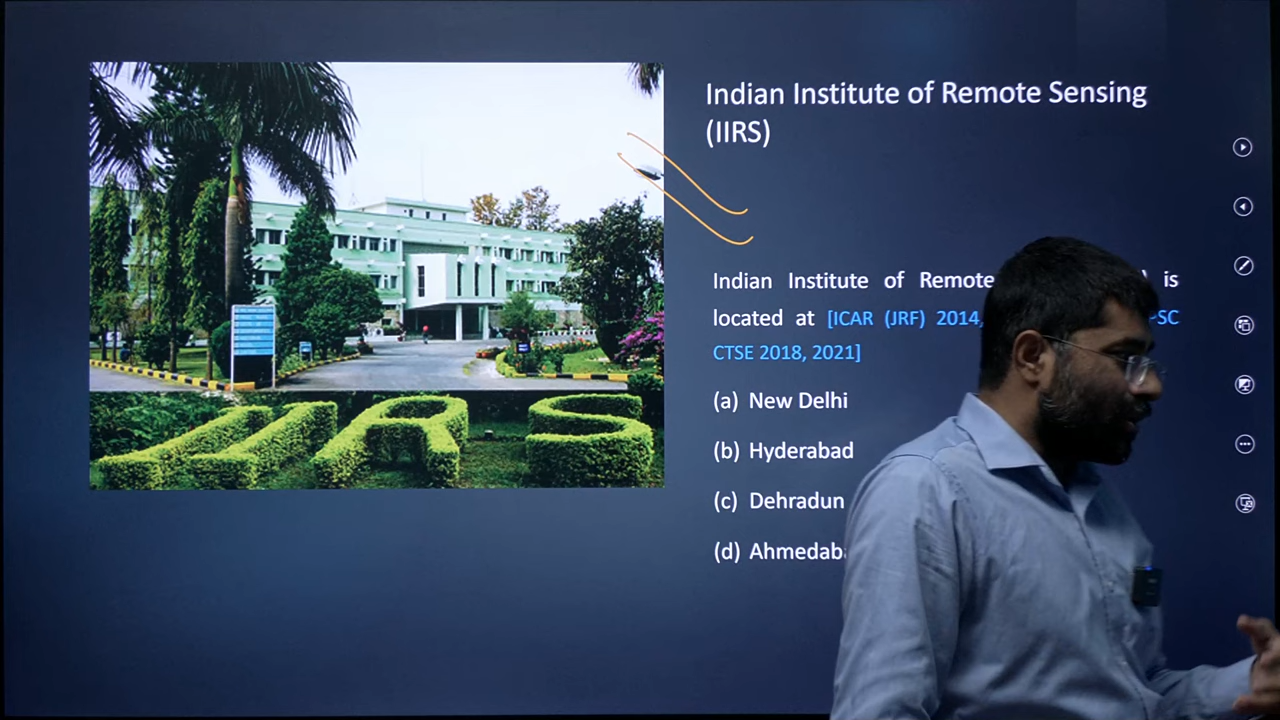 Indian Institute of Remote Sensing
(IIRS)
Indian Institute of Remote is
located at [ICAR (JRF) 2014,
CTSE 2018, 2021]
(a) New Delhi
(b) Hyderabad
(c) Dehradun
(d)
IIRS